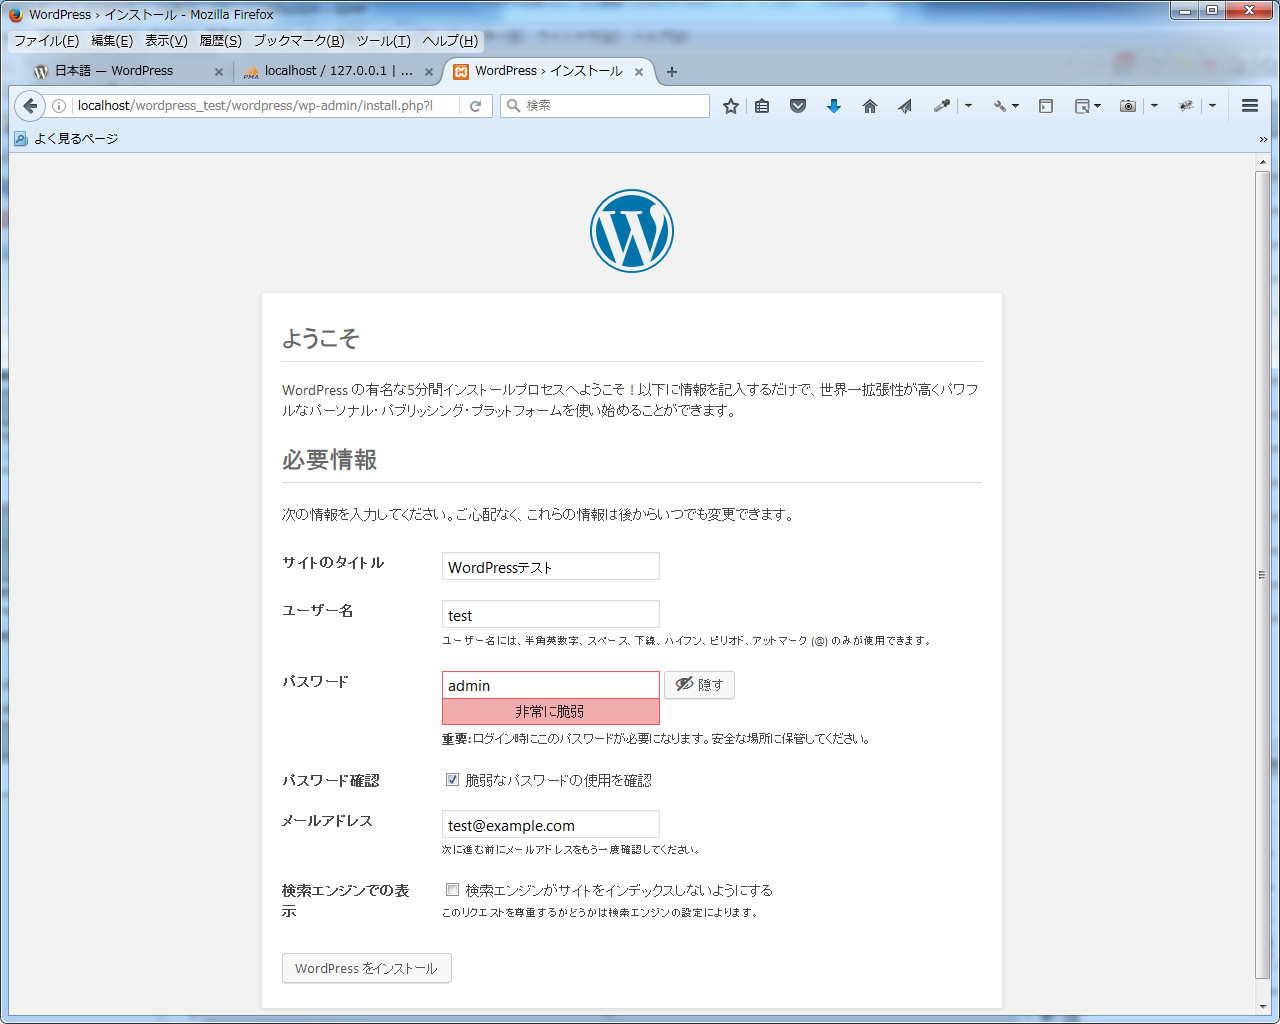 WordPress › インストール - Mozilla Firefox
ファイル(F) 編集(E) 表示(V) 履歴(S) ブックマーク(B) ツール(T) ヘルプ(H)
日本語 — WordPress
localhost / 127.0.0.1 | ...
WordPress › インストール
localhost/wordpress_test/wordpress/wp-admin/install.php?l
検索
よく見るページ
ようこそ
WordPress の有名な5分間インストールプロセスへようこそ！以下に情報を記入するだけで、世界一拡張性が高くパワフ
ルなパーソナル・パブリッシング・プラットフォームを使い始めることができます。
必要情報
次の情報を入力してください。ご心配なく、これらの情報は後からいつでも変更できます。
サイトのタイトル
WordPressテスト
ユーザー名
test
ユーザー名には、半角英数字、スペース、下線、ハイフン、ピリオド、アットマーク (@) のみが使用できます。
パスワード
admin
隠す
非常に脆弱
重要: ログイン時にこのパスワードが必要になります。安全な場所に保管してください。
パスワード確認
脆弱なパスワードの使用を確認
メールアドレス
test@example.com
次に進む前にメールアドレスをもう一度確認してください。
検索エンジンでの表
示
検索エンジンがサイトをインデックスしないようにする
このリクエストを尊重するかどうかは検索エンジンの設定によります。
WordPress をインストール